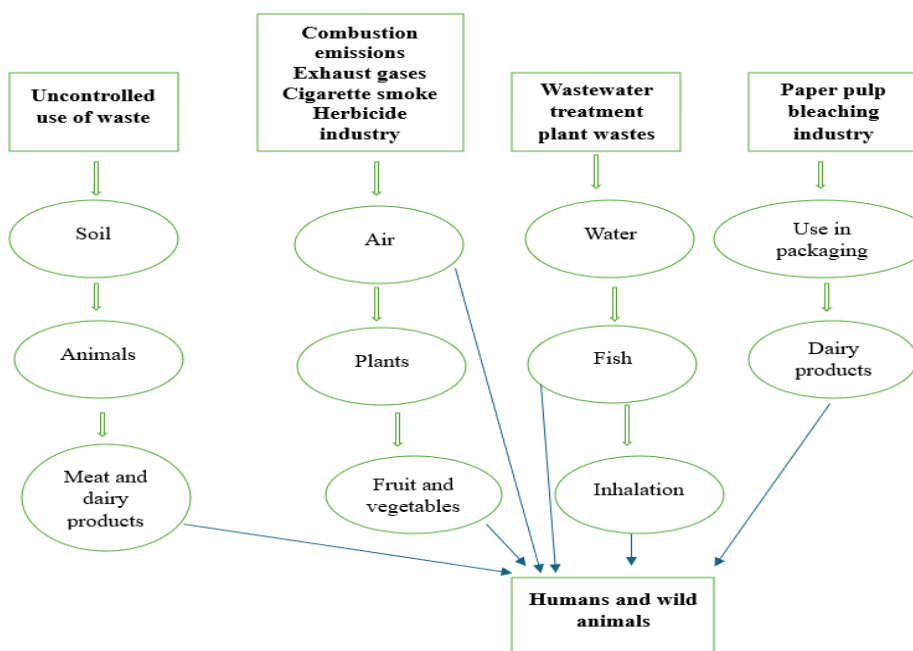 Uncontrolled
use of waste
Combustion
emissions
Exhaust gases
Cigarette smoke
Herbicide
industry
Wastewater
treatment
plant wastes
Paper pulp
bleaching
industry
Soil
Air
Water
Use in
packaging
Animals
Plants
Fish
Dairy
products
Meat and
dairy
products
Fruit and
vegetables
Inhalation
Humans and wild
animals